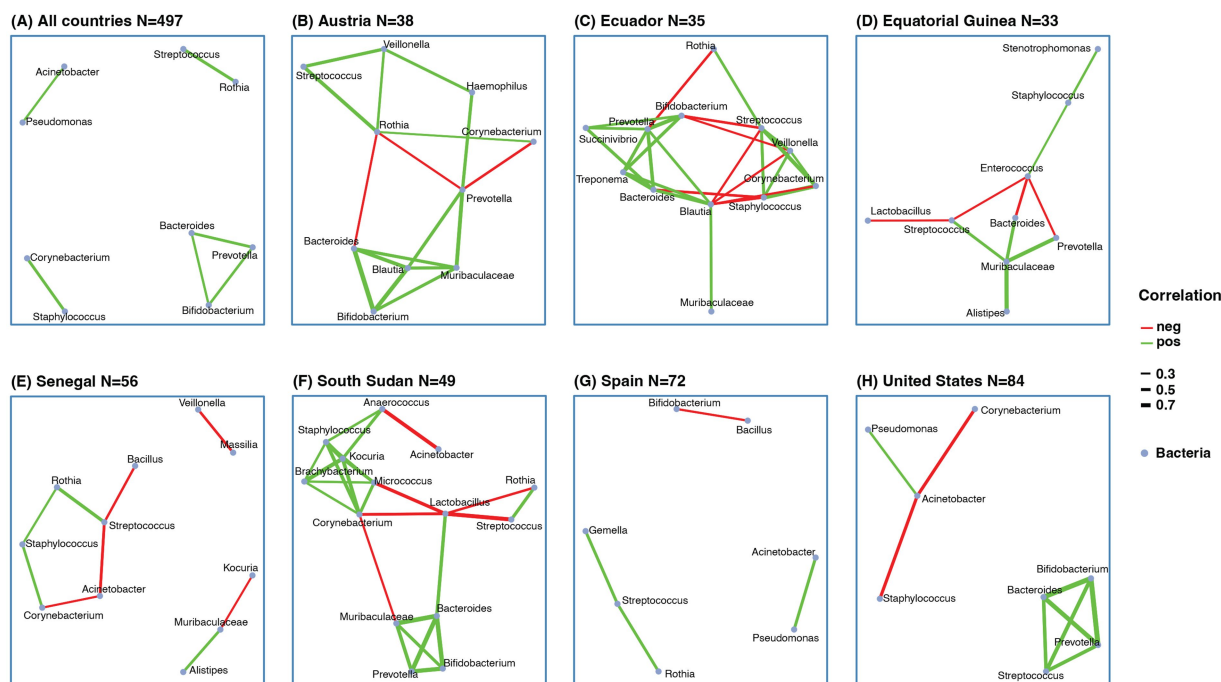 (A) All countries N=497
Streptococcus
Acinetobacter
Rothia
Pseudomonas
Bacteroides
Prevotella
Corynebacterium
Bifidobacterium
Staphylococcus
(B) Austria N=38
Veillonella
Streptococcus
Haemophilus
Rothia
Corynebacterium
Prevotella
Bacteroides
Blautia
Muribaculaceae
Bifidobacterium
(C) Ecuador N=35
Rothia
Bifidobacterium
Prevotella
Streptococcus
Succinivibrio
Veillonella
Treponema
Corynebacterium
Bacteroides
Blautia
Staphylococcus
Muribaculaceae
(D) Equatorial Guinea N=33
Stenotrophomonas
Staphylococcus
Enterococcus
Lactobacillus
Streptococcus
Bacteroides
Prevotella
Muribaculaceae
Alistipes
Correlation
neg
pos
0.3
0.5
0.7
Bacteria
(E) Senegal N=56
Veillonella
Massilia
Bacillus
Rothia
Streptococcus
Staphylococcus
Kocuria
Acinetobacter
Corynebacterium
Muribaculaceae
Alistipes
(F) South Sudan N=49
Anaerococcus
Staphylococcus
Kocuria
Acinetobacter
Brachybacterium
Micrococcus
Rothia
Lactobacillus
Corynebacterium
Streptococcus
Bacteroides
Muribaculaceae
Bifidobacterium
Prevotella
(G) Spain N=72
Bifidobacterium
Bacillus
Gemella
Acinetobacter
Streptococcus
Pseudomonas
Rothia
(H) United States N=84
Corynebacterium
Pseudomonas
Acinetobacter
Bifidobacterium
Bacteroides
Staphylococcus
Prevotella
Streptococcus